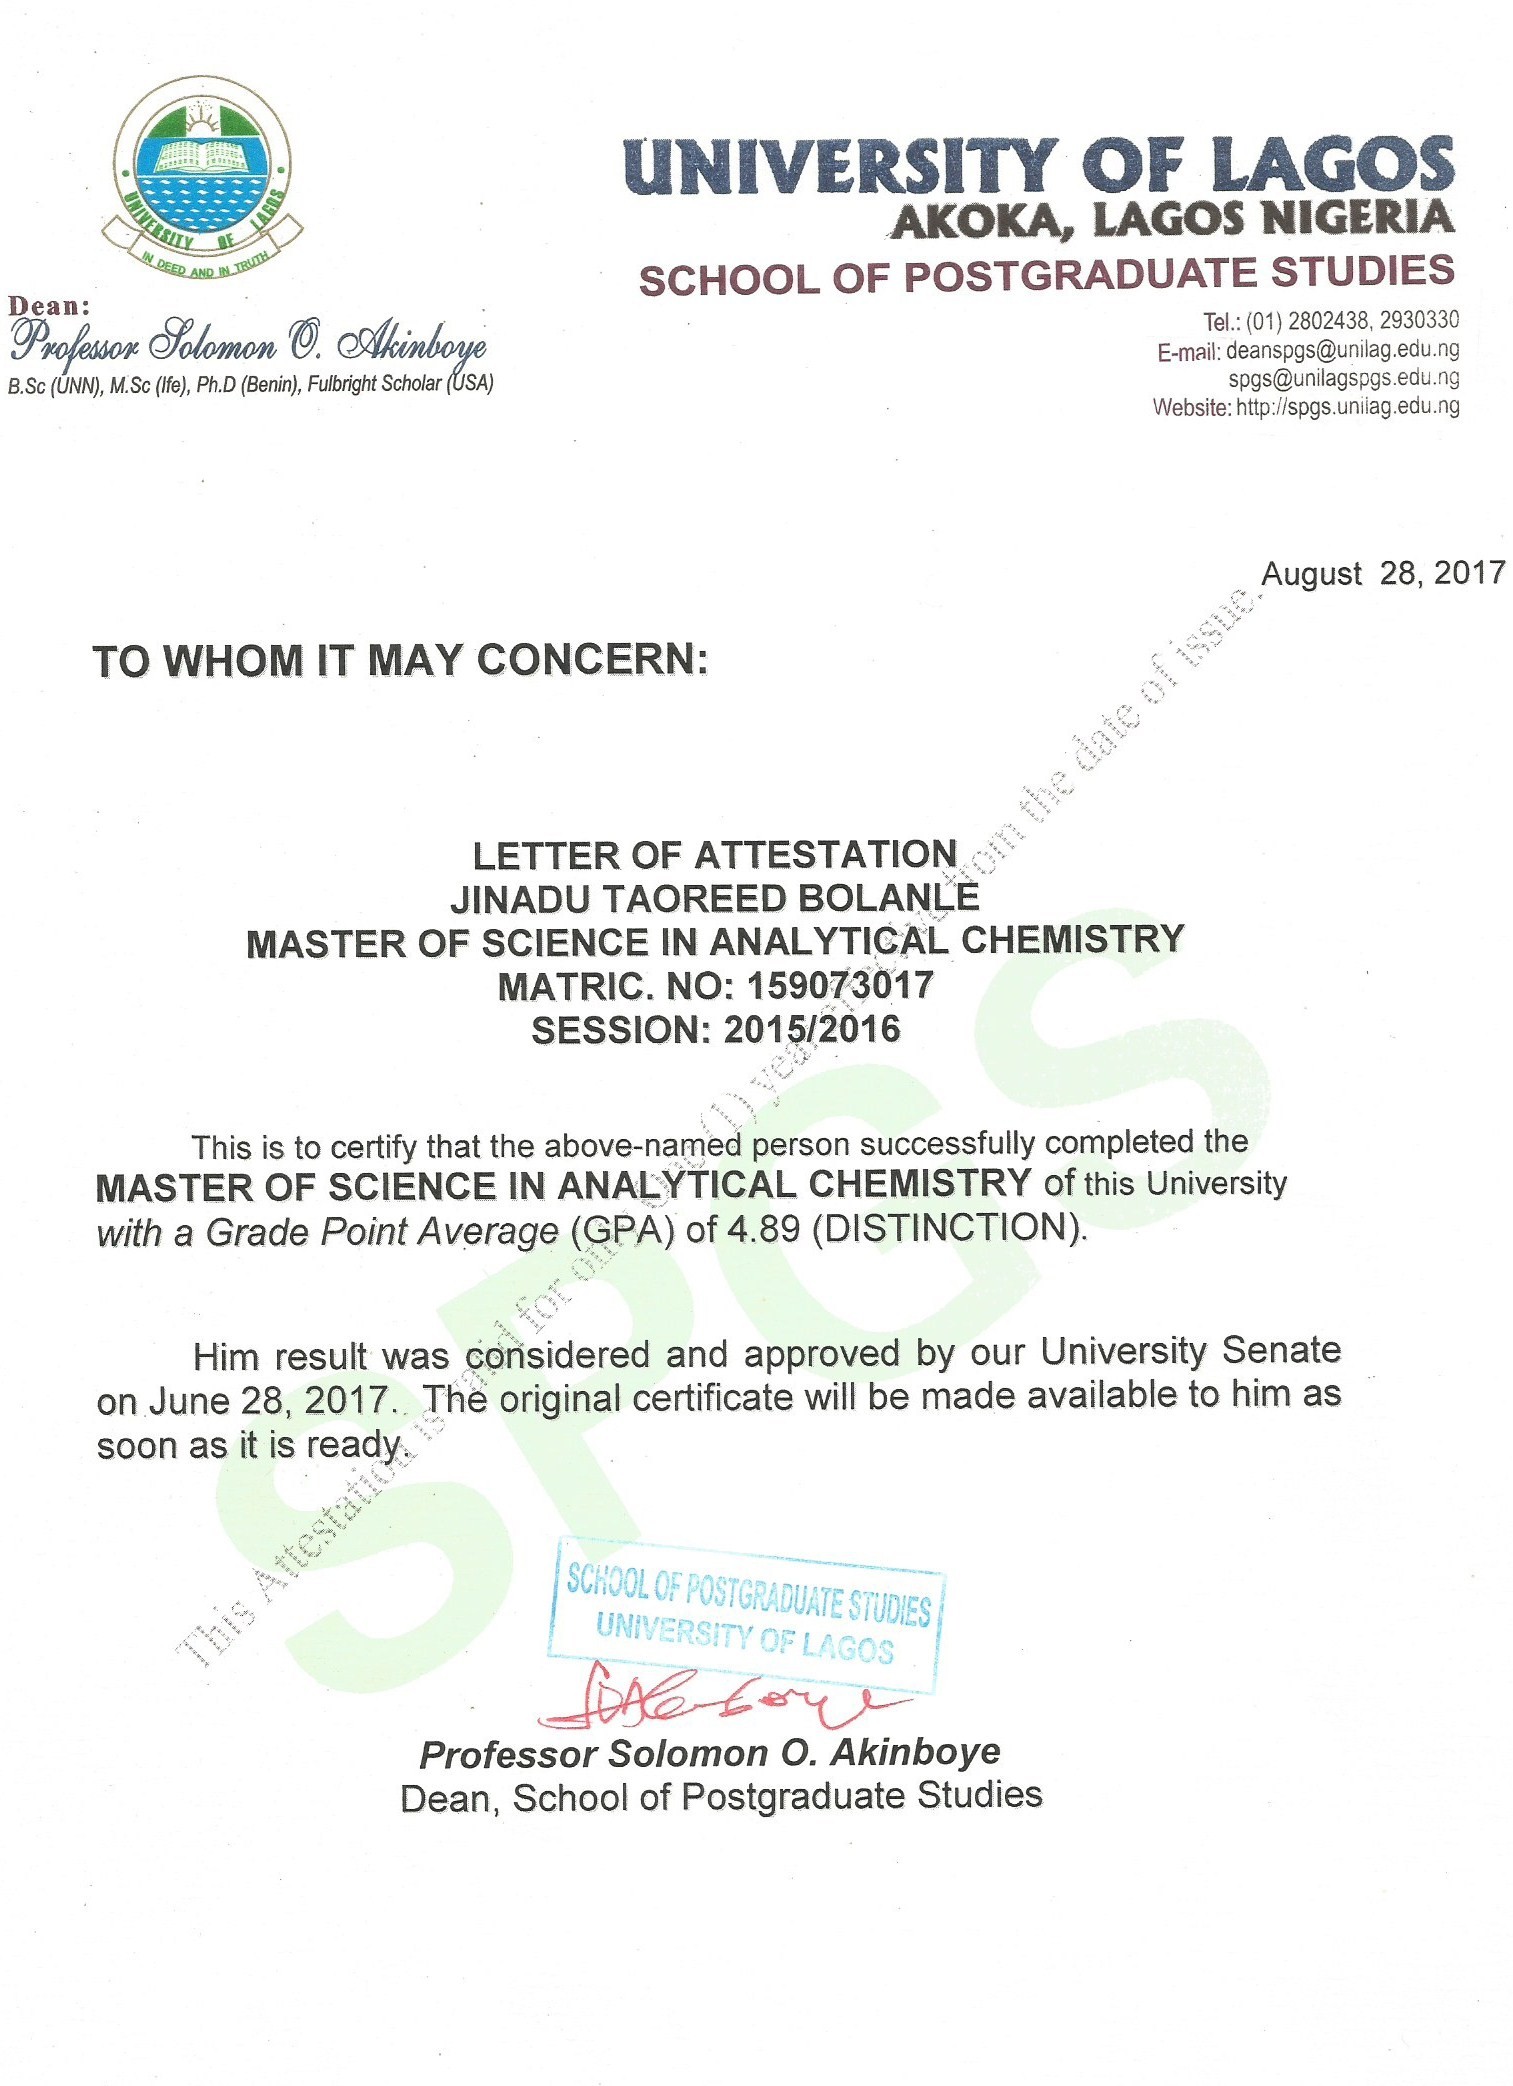 UNIVERSITY OF LAGOS
IN DEED AND IN TRUTH
UNIVERSITY OF LAGOS
AKOKA, LAGOS NIGERIA
SCHOOL OF POSTGRADUATE STUDIES
Dean:
Professor Solomon O. Akinboye
B.Sc (UNN), M.Sc (Ife), Ph.D (Benin), Fulbright Scholar (USA)
Tel.: (01) 2802438, 2930330
E-mail: deanspgs@unilag.edu.ng
spgs@unilagspgs.edu.ng
Website: http://spgs.unilag.edu.ng
August 28, 2017
TO WHOM IT MAY CONCERN:
LETTER OF ATTESTATION
JINADU TAOREED BOLANLE
MASTER OF SCIENCE IN ANALYTICAL CHEMISTRY
MATRIC. NO: 159073017
SESSION: 2015/2016
This is to certify that the above-named person successfully completed the
MASTER OF SCIENCE IN ANALYTICAL CHEMISTRY of this University
with a Grade Point Average (GPA) of 4.89 (DISTINCTION).
Him result was considered and approved by our University Senate
on June 28, 2017. The original certificate will be made available to him as
soon as it is ready.
This Attestation is valid for only (1) year from the date of issue.
SPGS
SCHOOL OF POSTGRADUATE STUDIES
UNIVERSITY OF LAGOS
Professor Solomon O. Akinboye
Dean, School of Postgraduate Studies